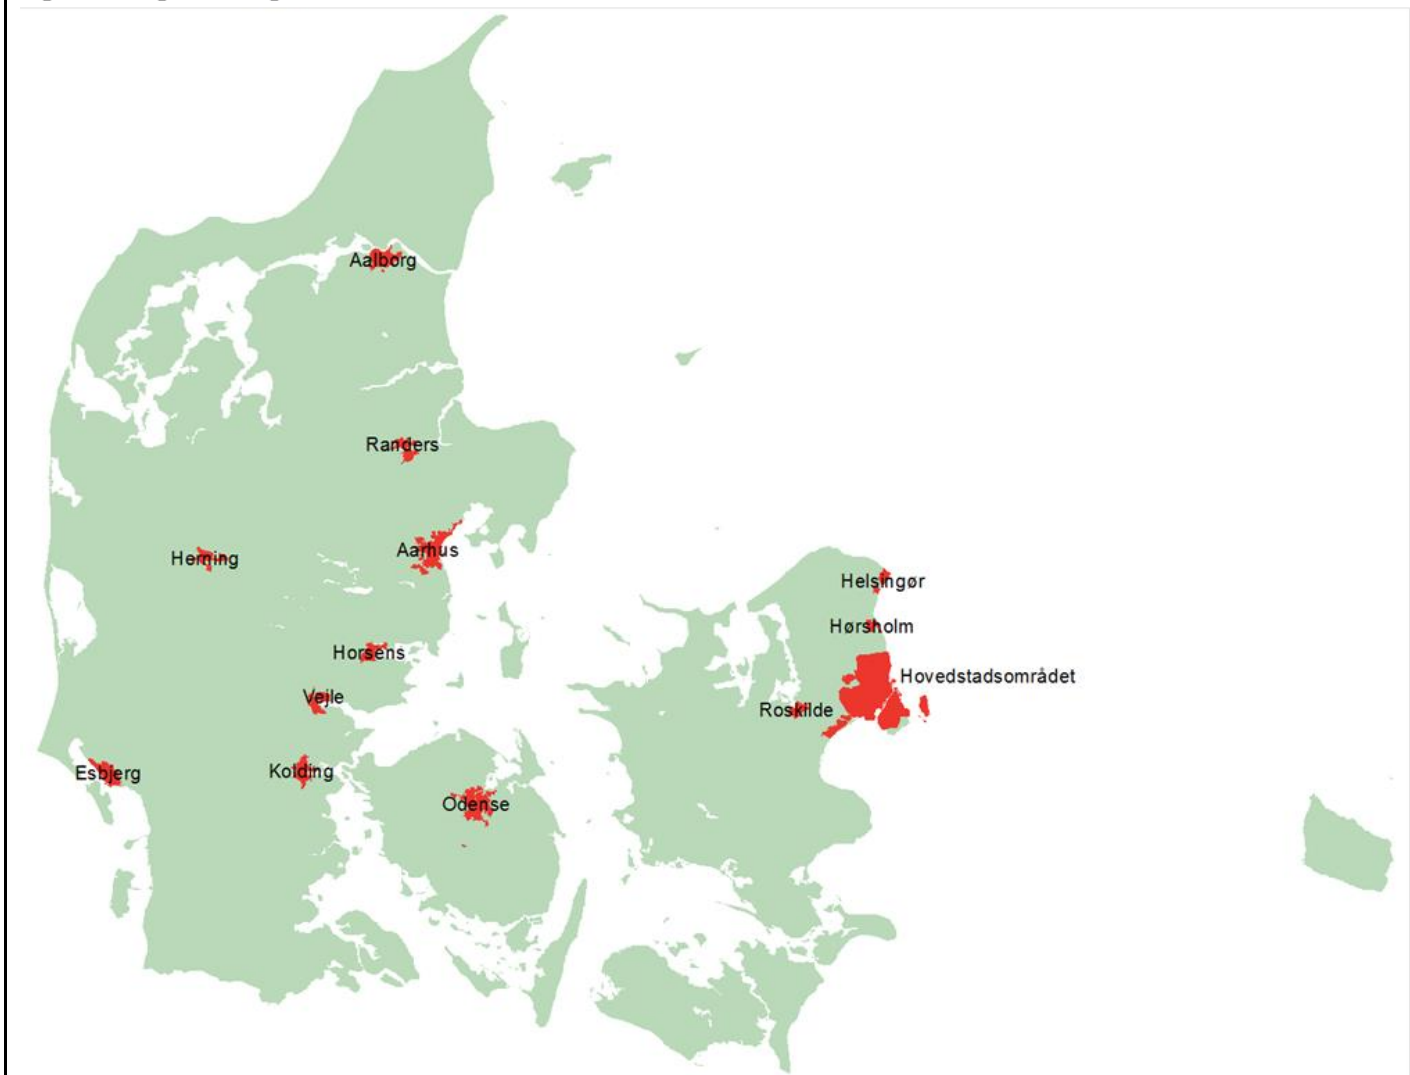 Aalborg
Randers
Aarhus
Herning
Helsingør
Hørsholm
Horsens
Hovedstadsområdet
Vejle
Roskilde
Esbjerg
Kolding
Odense